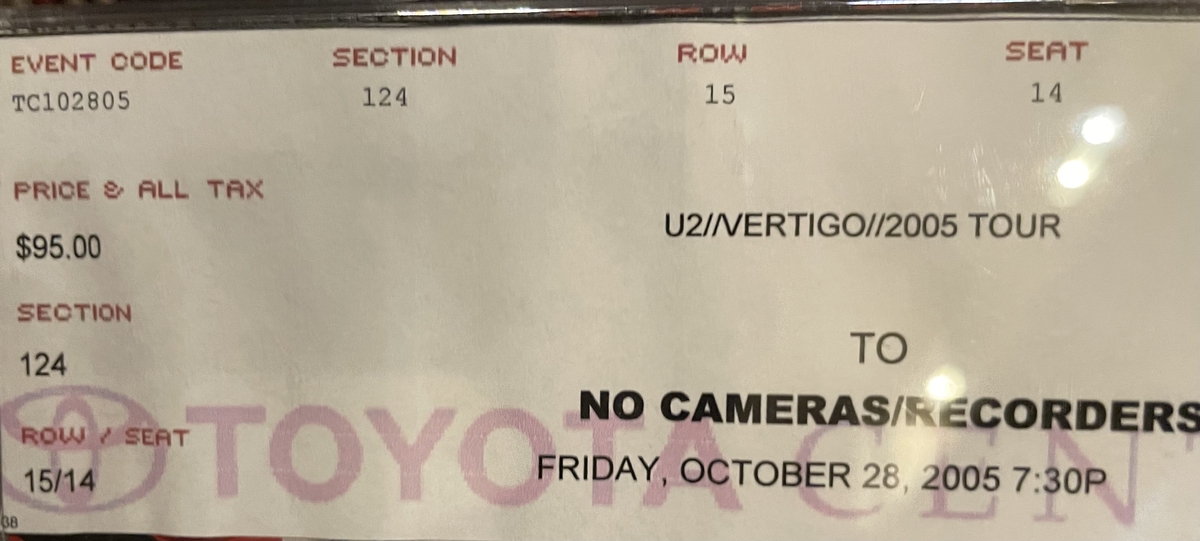 EVENT CODE SECTION ROW SEAT
TC102805 124 15 14
PRICE & ALL TAX
$95.00
U2//VERTIGO//2005 TOUR
SECTION
124
TO
NO CAMERAS/RECORDERS
TOYOTA CEN
ROW / SEAT
FRIDAY, OCTOBER 28, 2005 7:30P
15/14
38